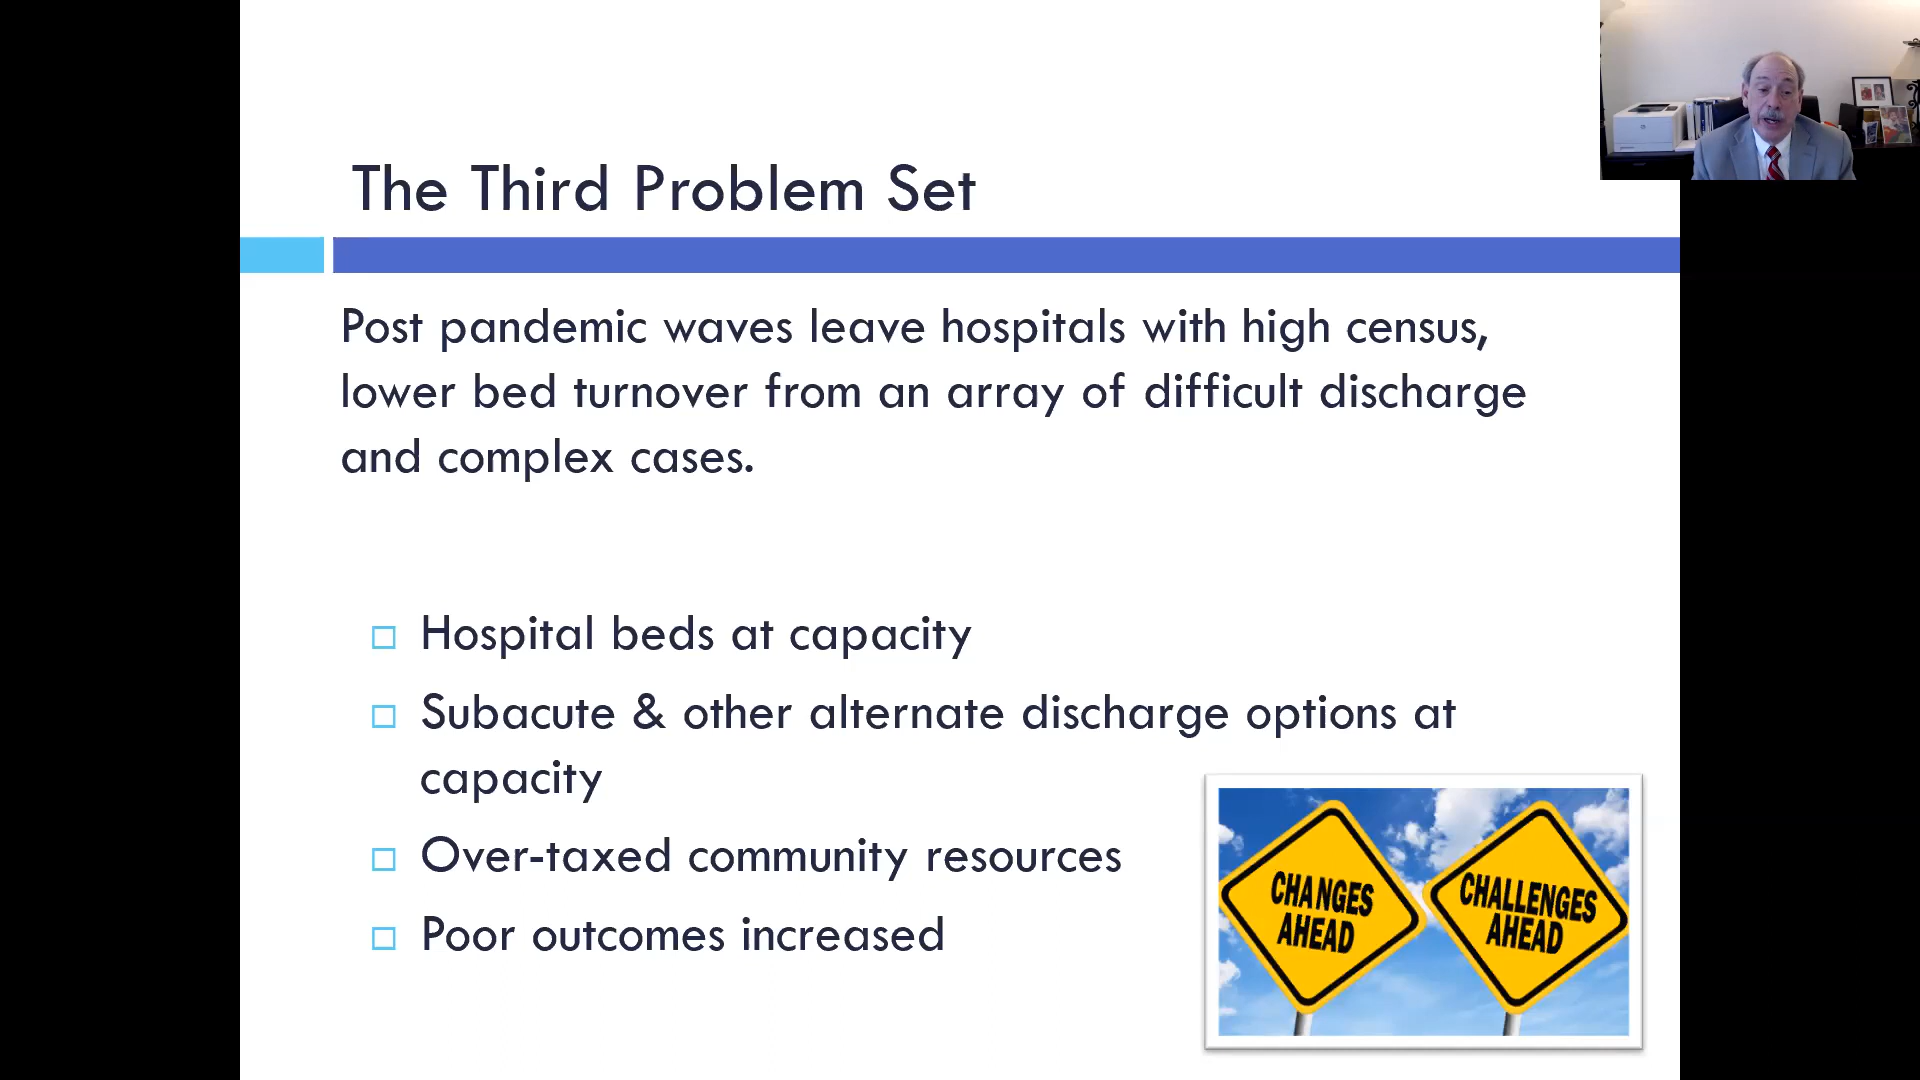 The Third Problem Set
Post pandemic waves leave hospitals with high census,
lower bed turnover from an array of difficult discharge
and complex cases.
Hospital beds at capacity
Subacute & other alternate discharge options at
capacity
Over-taxed community resources
Poor outcomes increased
CHANGES
AHEAD
CHALLENGES
AHEAD